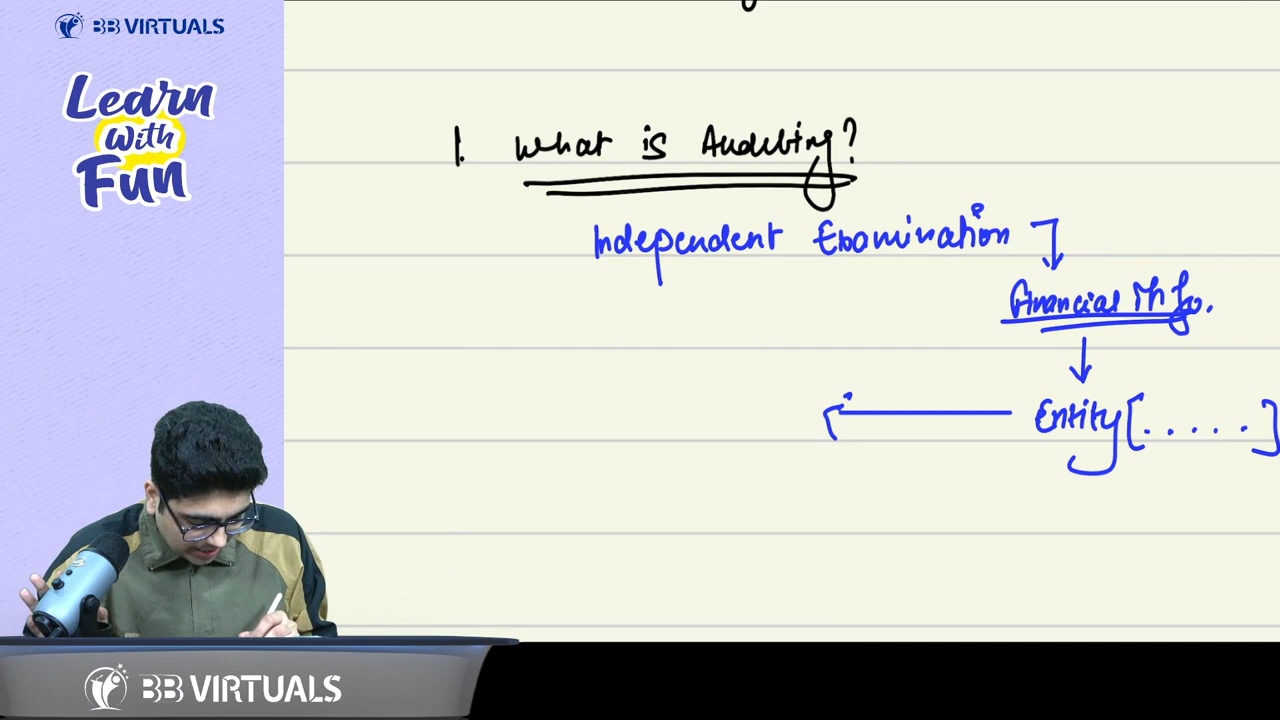 BB VIRTUALS
Learn
With
Fun
1. What is Auditing?
Independent Examination
Financial Info.
Entity [.....]
BB VIRTUALS